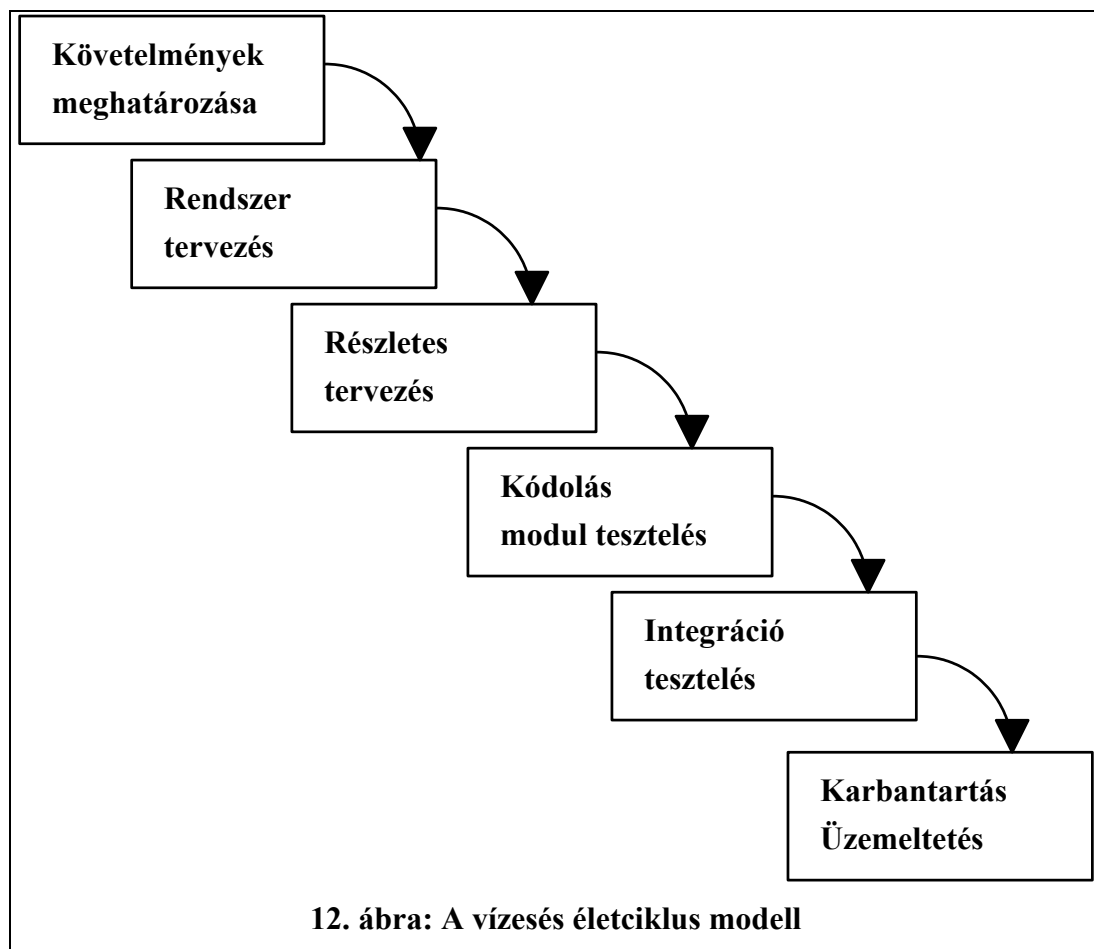 Követelmények
meghatározása
Rendszer
tervezés
Részletes
tervezés
Kódolás
modul tesztelés
Integráció
tesztelés
Karbantartás
Üzemeltetés
12. ábra: A vízesés életciklus modell